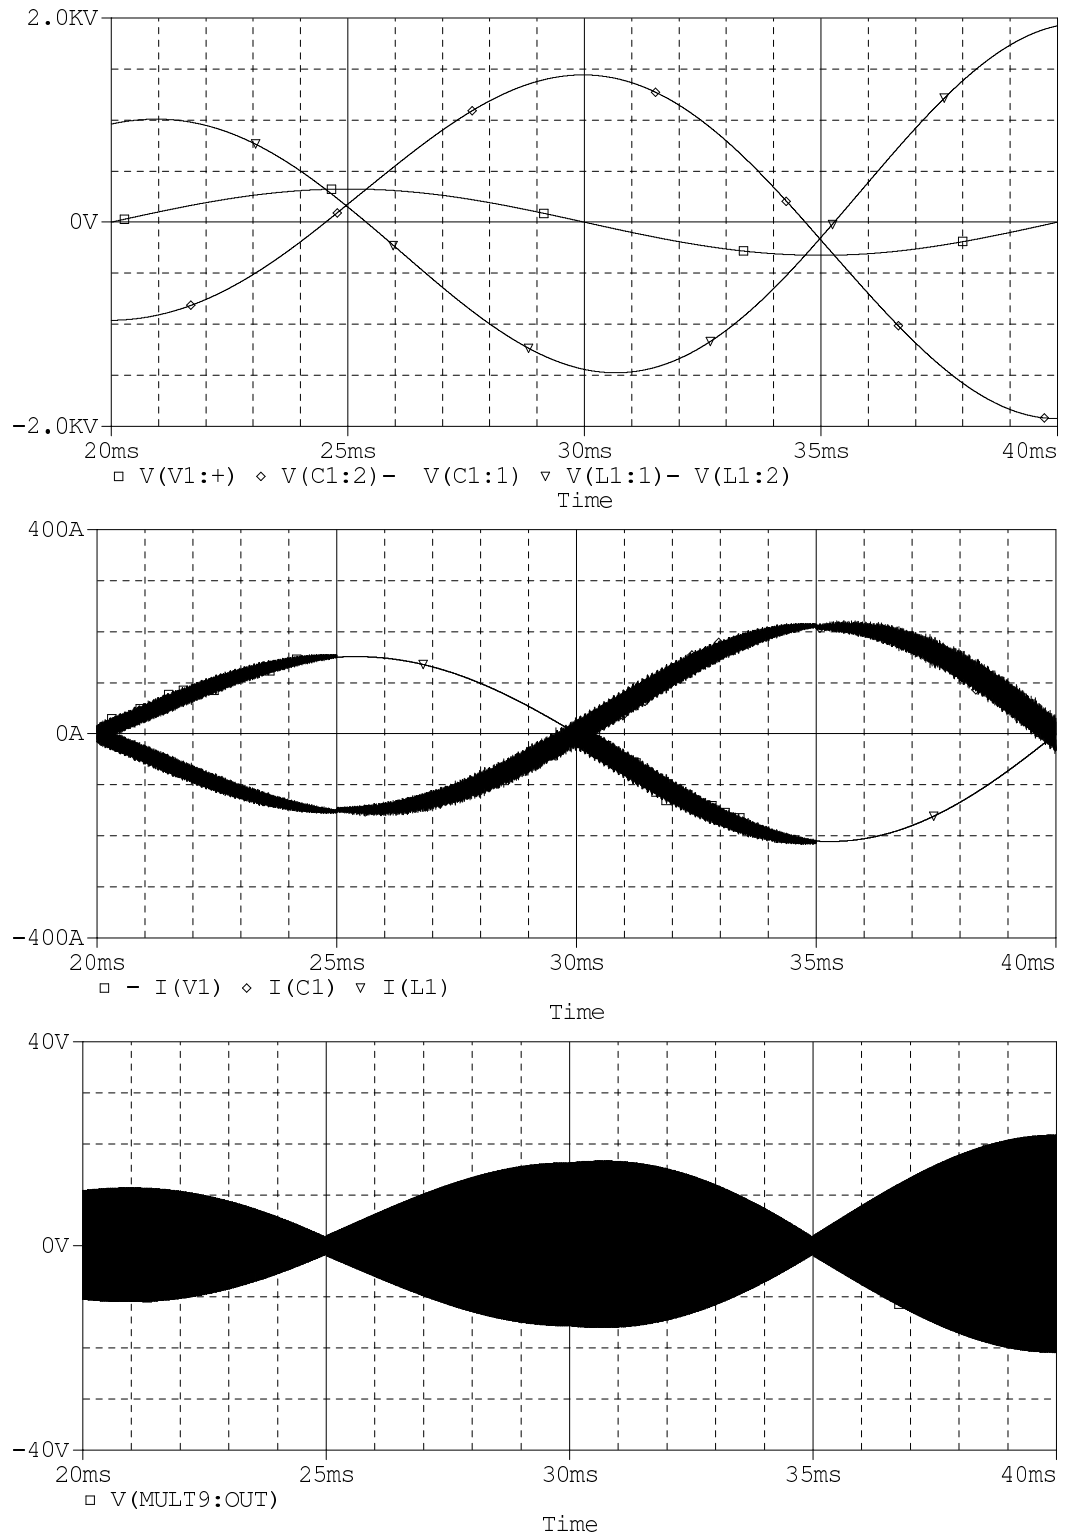 2.0KV
0V
-2.0KV
20ms 25ms 30ms 35ms 40ms
V(V1:+) V(C1:2)- V(C1:1) V(L1:1)- V(L1:2)
Time
400A
0A
-400A
20ms 25ms 30ms 35ms 40ms
- I(V1) I(C1) I(L1)
Time
40V
0V
-40V
20ms 25ms 30ms 35ms 40ms
V(MULT9:OUT)
Time